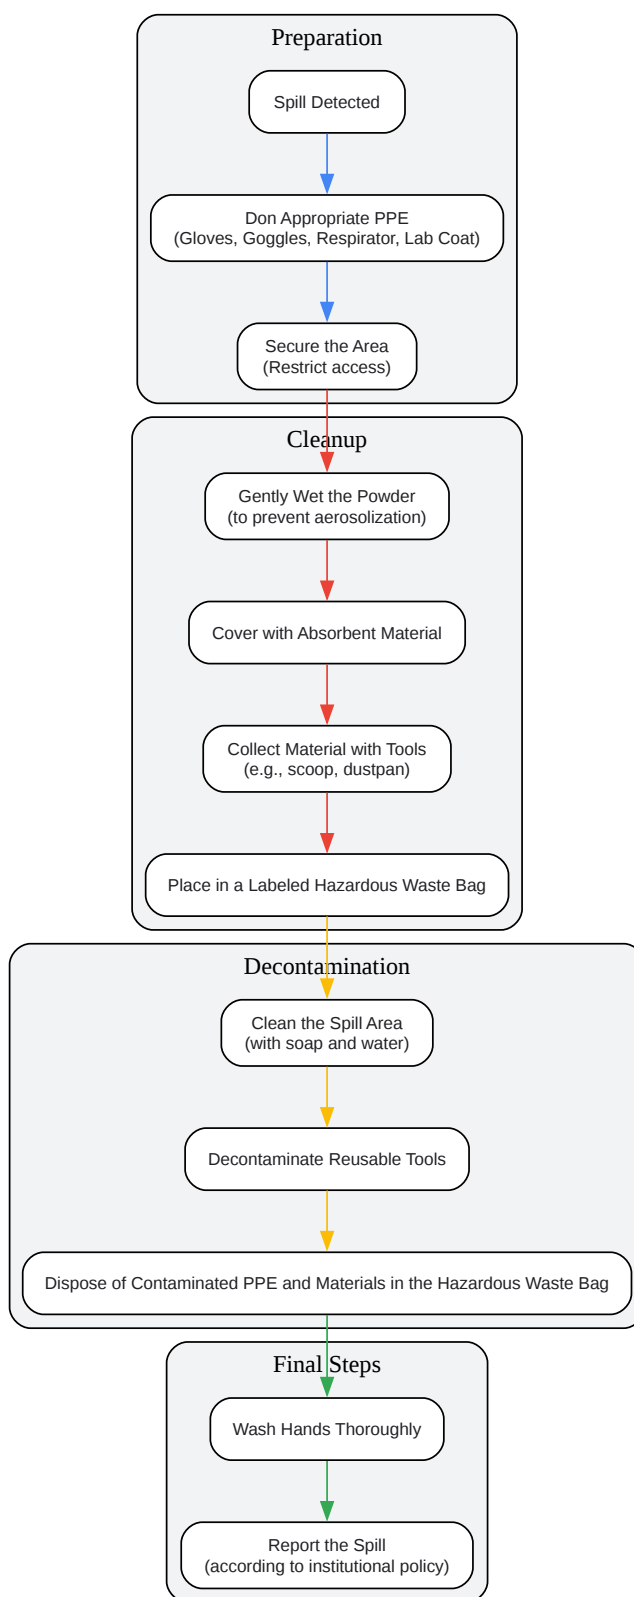 Preparation
Spill Detected
Don Appropriate PPE
(Gloves, Goggles, Respirator, Lab Coat)
Secure the Area
(Restrict access)
Cleanup
Gently Wet the Powder
(to prevent aerosolization)
Cover with Absorbent Material
Collect Material with Tools
(e.g., scoop, dustpan)
Place in a Labeled Hazardous Waste Bag
Decontamination
Clean the Spill Area
(with soap and water)
Decontaminate Reusable Tools
Dispose of Contaminated PPE and Materials in the Hazardous Waste Bag
Final Steps
Wash Hands Thoroughly
Report the Spill
(according to institutional policy)